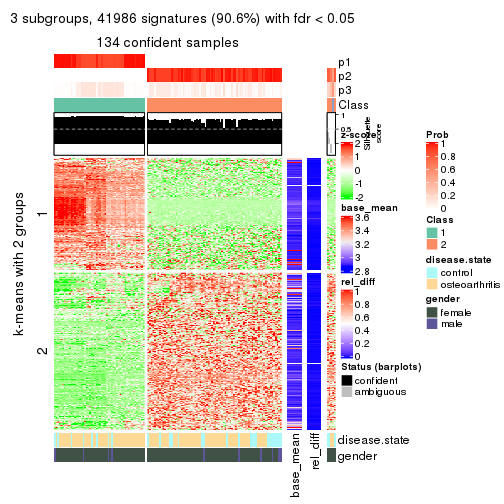 3 subgroups, 41986 signatures (90.6%) with fdr < 0.05
134 confident samples
p1
p2
p3
Class
1
0.5
Silhouette
score
k-means with 2 groups
1
2
base_mean
rel_diff
disease.state
gender
z-score
2
1
0
-1
-2
base_mean
3.6
3.4
3.2
3
2.8
rel_diff
1
0.8
0.6
0.4
0.2
0
Status (barplots)
confident
ambiguous
Prob
1
0.8
0.6
0.4
0.2
0
Class
1
2
disease.state
control
osteoarthritis
gender
female
male